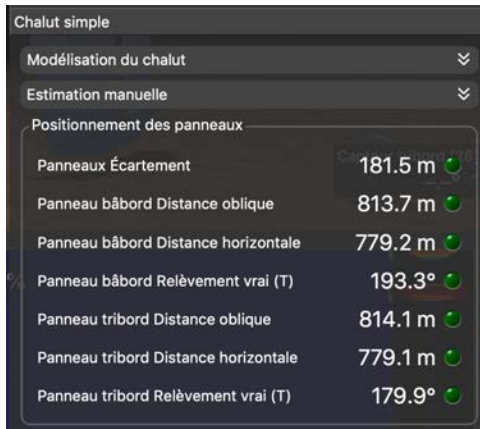 Chalut simple
Modélisation du chalut
Estimation manuelle
Positionnement des panneaux
Panneaux Écartement 181.5 m
Panneau bâbord Distance oblique 813.7 m
Panneau bâbord Distance horizontale 779.2 m
Panneau bâbord Relèvement vrai (T) 193.3°
Panneau tribord Distance oblique 814.1 m
Panneau tribord Distance horizontale 779.1 m
Panneau tribord Relèvement vrai (T) 179.9°